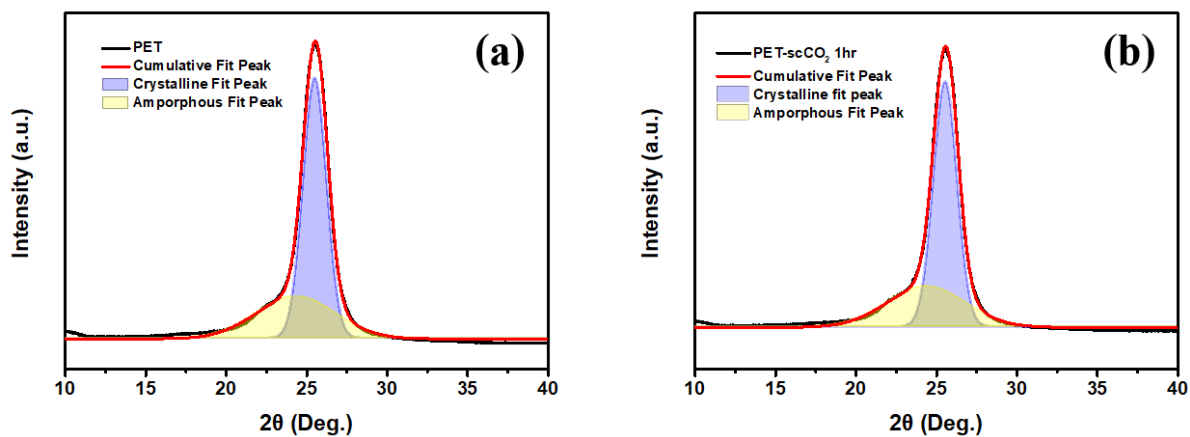 (a)
PET
Cumulative Fit Peak
Crystalline Fit Peak
Amporphous Fit Peak
Intensity (a.u.)
10 15 20 25 30 35 40
2θ (Deg.)
(b)
PET-scCO₂ 1hr
Cumulative Fit Peak
Crystalline fit peak
Amporphous Fit Peak
Intensity (a.u.)
10 15 20 25 30 35 40
2θ (Deg.)